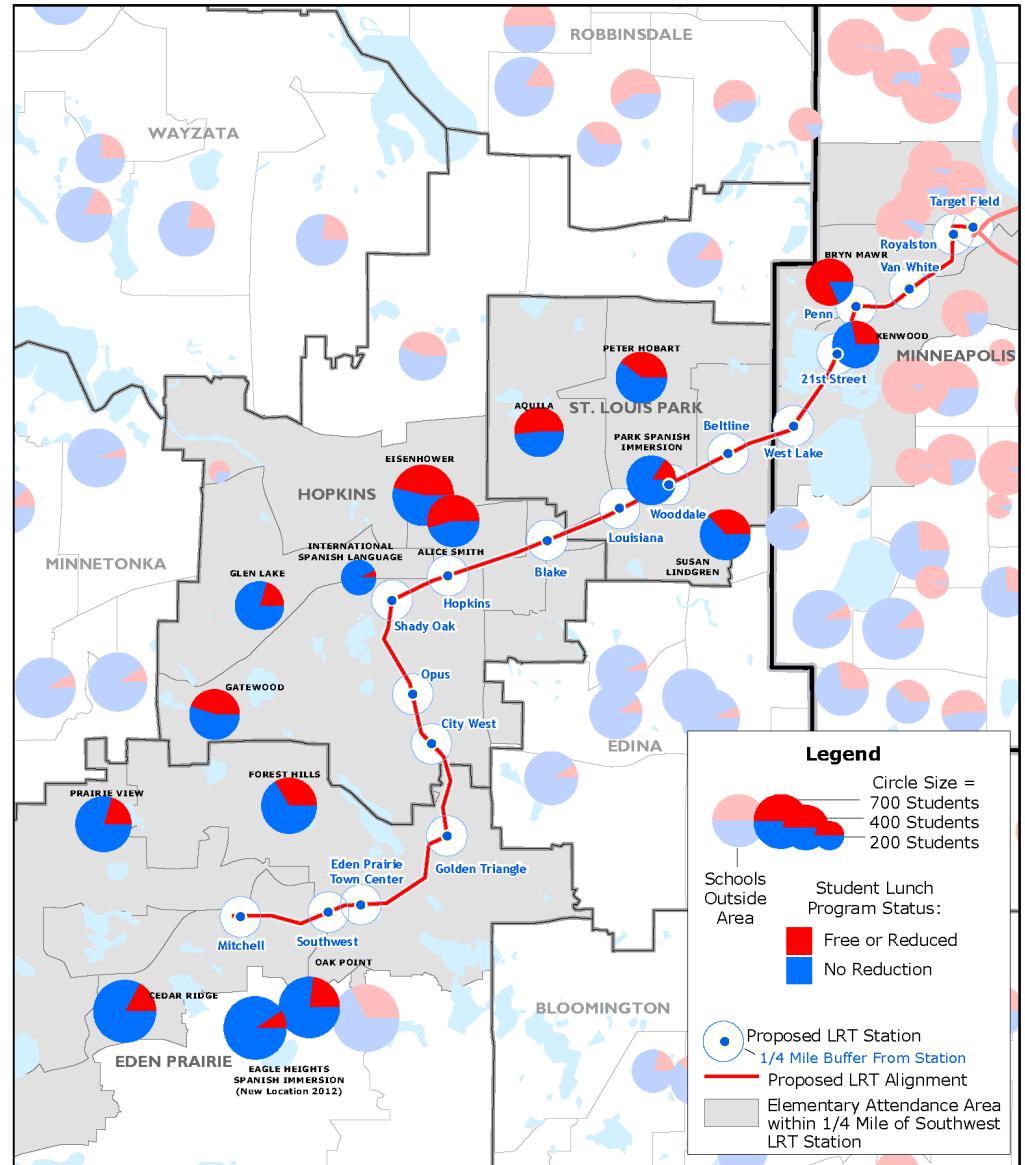 ROBBINSDALE
WAYZATA
Target Field
Royalston
BRYN MAWR
Van White
Penn
KENWOOD
MINNEAPOLIS
21st Street
PETER HOBART
AQUILA
ST. LOUIS PARK
Beltline
West Lake
PARK SPANISH
IMMERSION
EISENHOWER
HOPKINS
Wooddale
Louisiana
SUSAN
LINDGREN
INTERNATIONAL
SPANISH LANGUAGE
ALICE SMITH
Blake
MINNETONKA
GLEN LAKE
Hopkins
Shady Oak
Opus
GATEWOOD
City West
EDINA
FOREST HILLS
PRAIRIE VIEW
Eden Prairie
Town Center
Golden Triangle
Mitchell
Southwest
OAK POINT
CEDAR RIDGE
BLOOMINGTON
EDEN PRAIRIE
EAGLE HEIGHTS
SPANISH IMMERSION
(New Location 2012)
Legend
Circle Size =
700 Students
400 Students
200 Students
Schools
Outside
Area
Student Lunch
Program Status:
Free or Reduced
No Reduction
Proposed LRT Station
1/4 Mile Buffer From Station
Proposed LRT Alignment
Elementary Attendance Area
within 1/4 Mile of Southwest
LRT Station